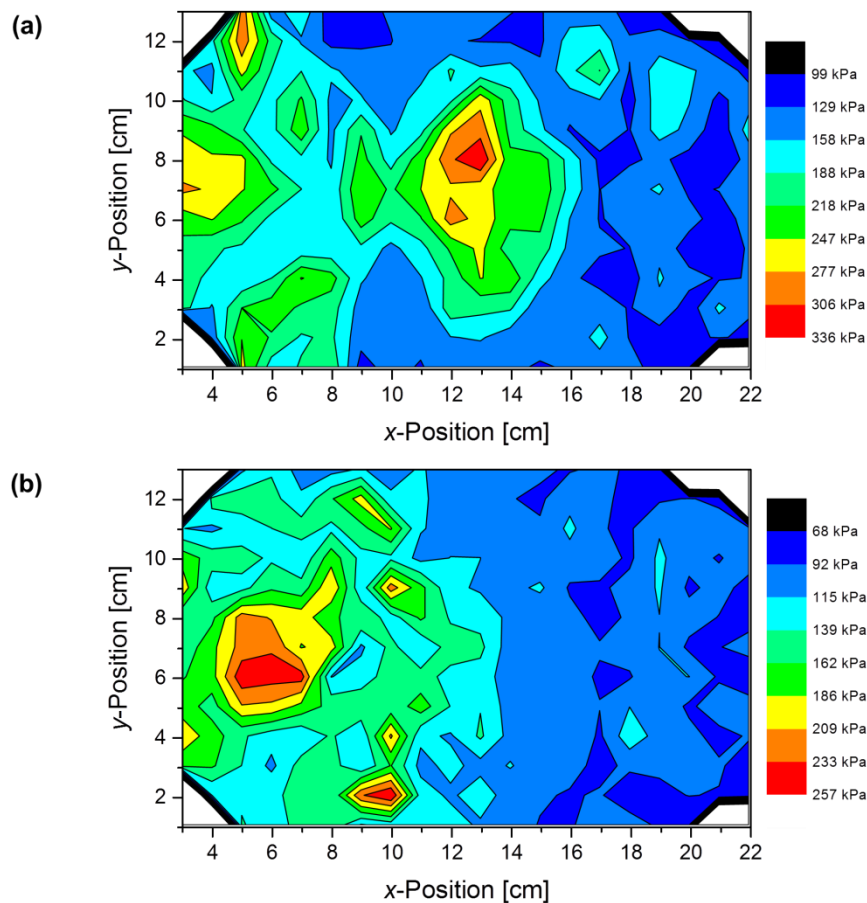 (a)
12
10
8
6
4
2
y-Position [cm]
4 6 8 10 12 14 16 18 20 22
x-Position [cm]
99 kPa
129 kPa
158 kPa
188 kPa
218 kPa
247 kPa
277 kPa
306 kPa
336 kPa
(b)
12
10
8
6
4
2
y-Position [cm]
4 6 8 10 12 14 16 18 20 22
x-Position [cm]
68 kPa
92 kPa
115 kPa
139 kPa
162 kPa
186 kPa
209 kPa
233 kPa
257 kPa